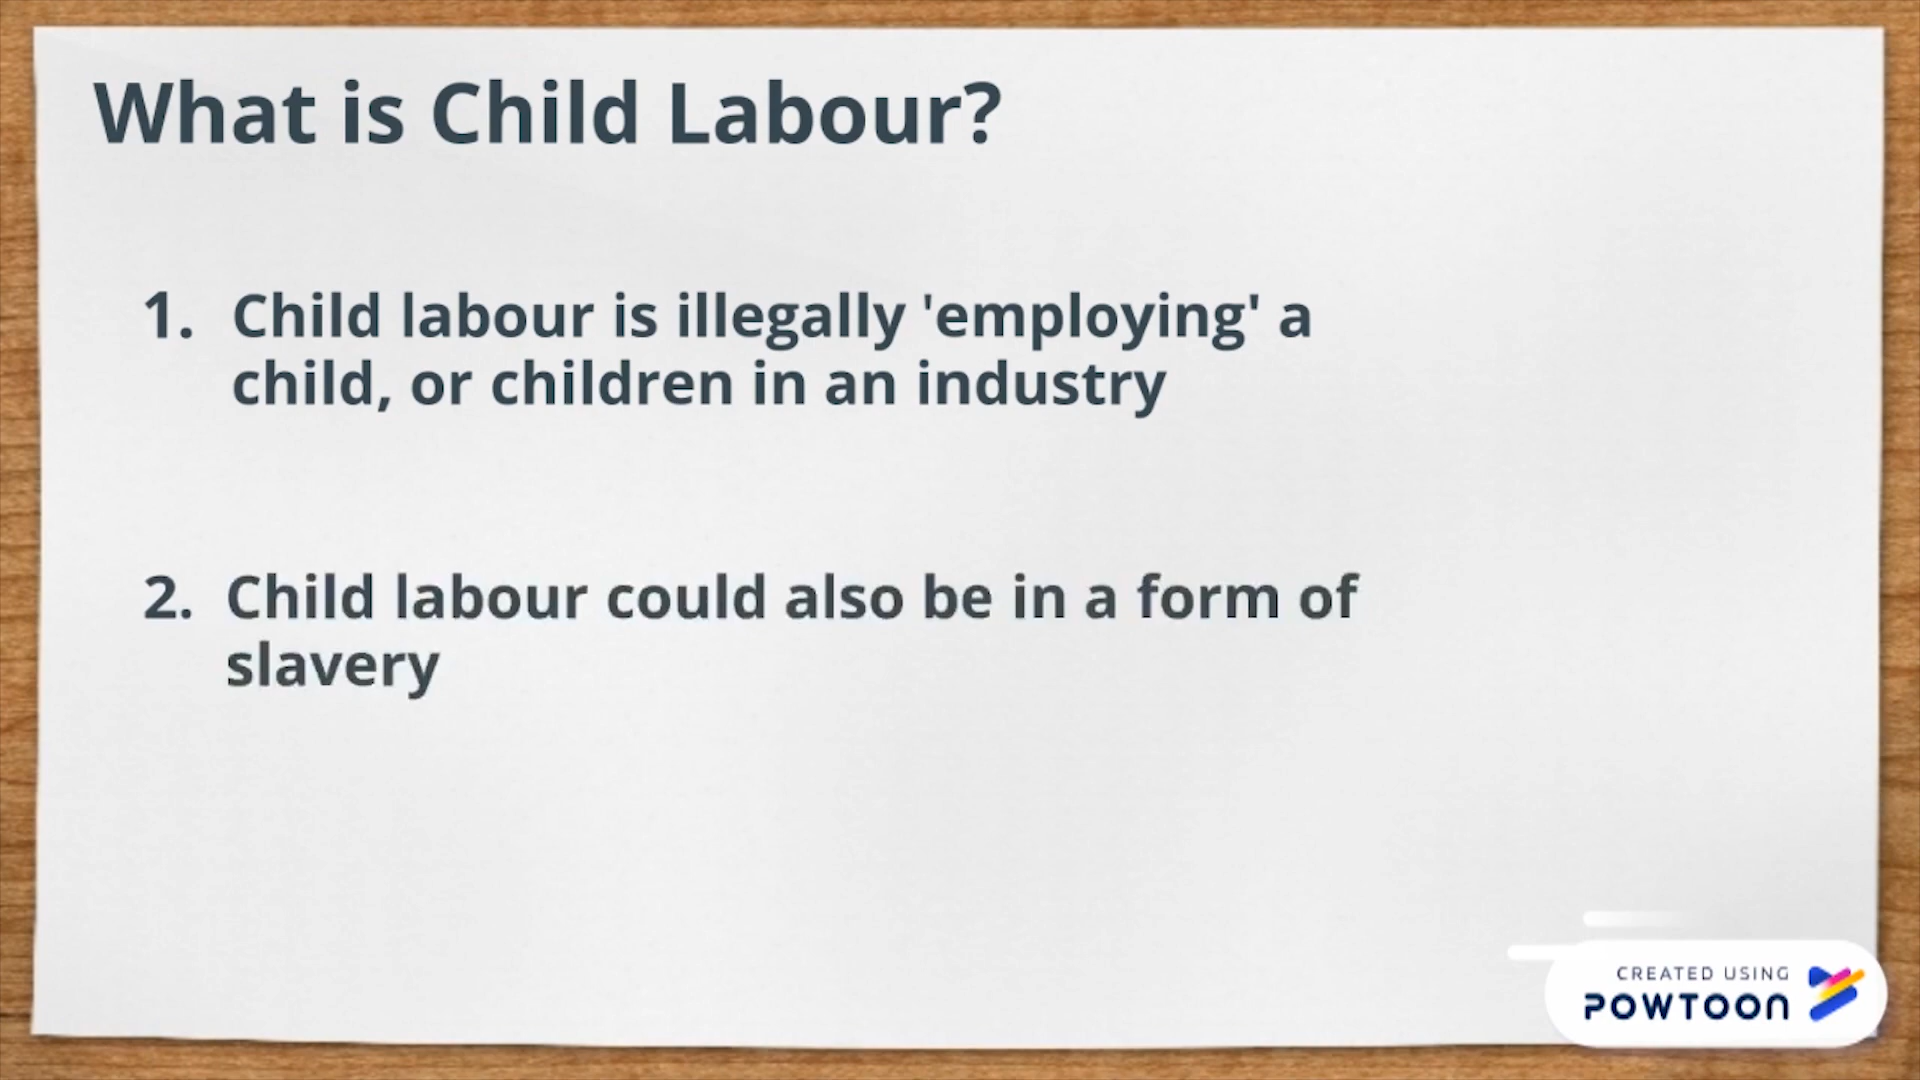 What is Child Labour?
1. Child labour is illegally 'employing' a
child, or children in an industry
2. Child labour could also be in a form of
slavery
CREATED USING
POWTOON